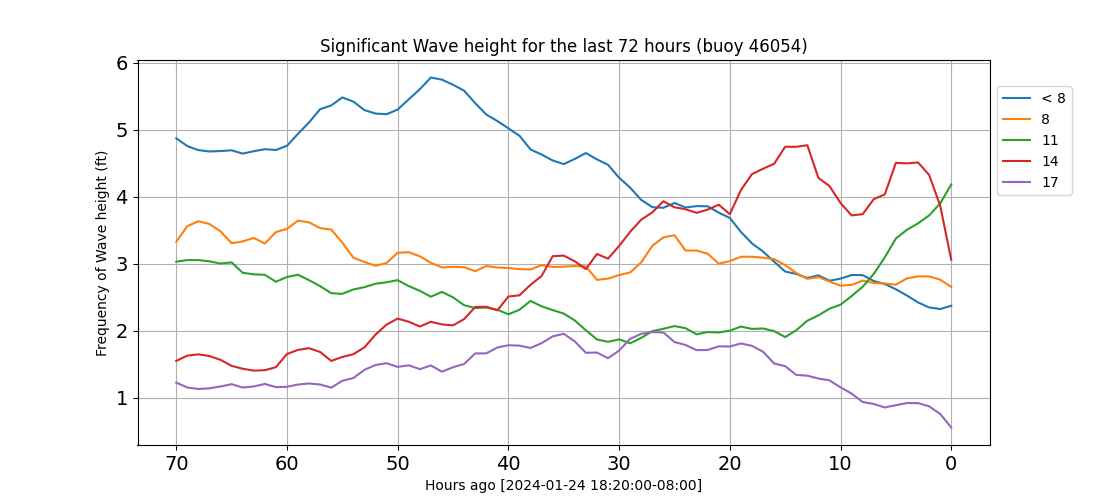 Significant Wave height for the last 72 hours (buoy 46054)
6
5
4
3
2
1
Frequency of Wave height (ft)
70 60 50 40 30 20 10 0
Hours ago [2024-01-24 18:20:00-08:00]
< 8
8
11
14
17